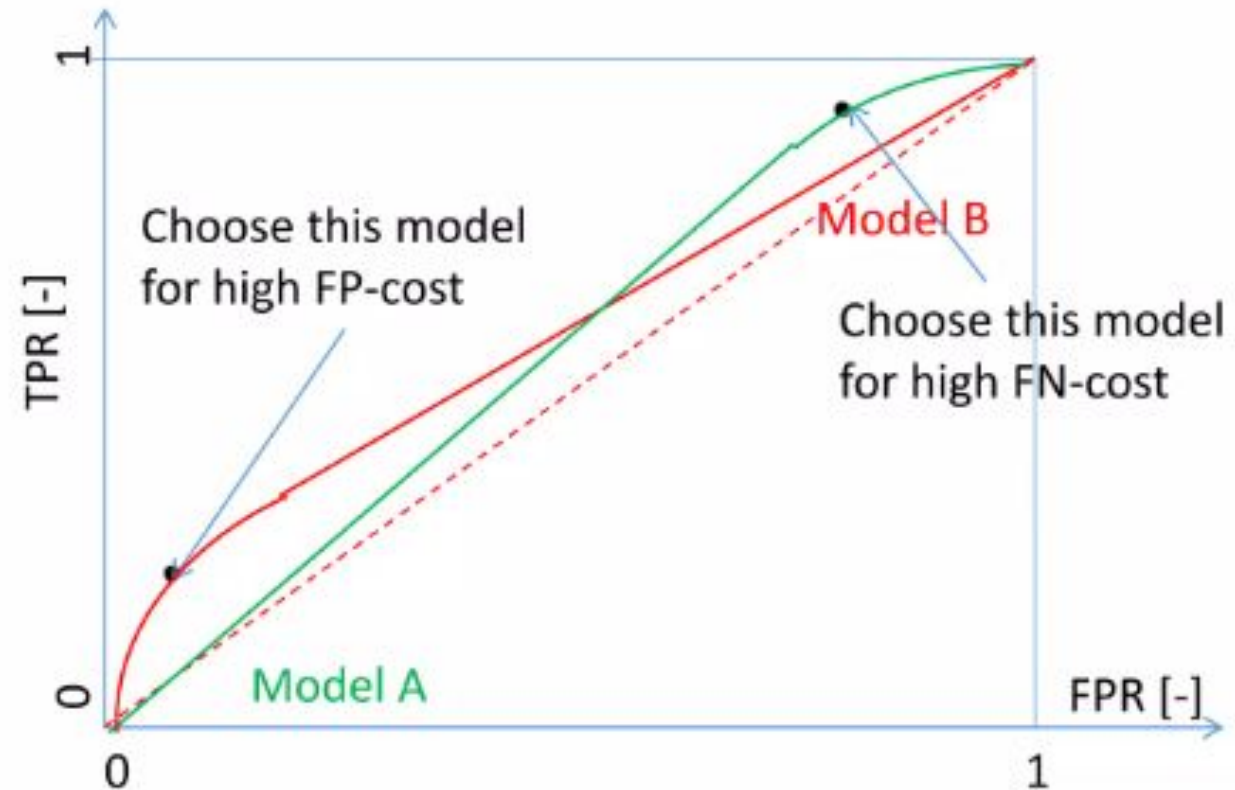 1
Choose this model
for high FP-cost
Model B
TPR [-]
Choose this model
for high FN-cost
Model A
0
FPR [-]
0
1